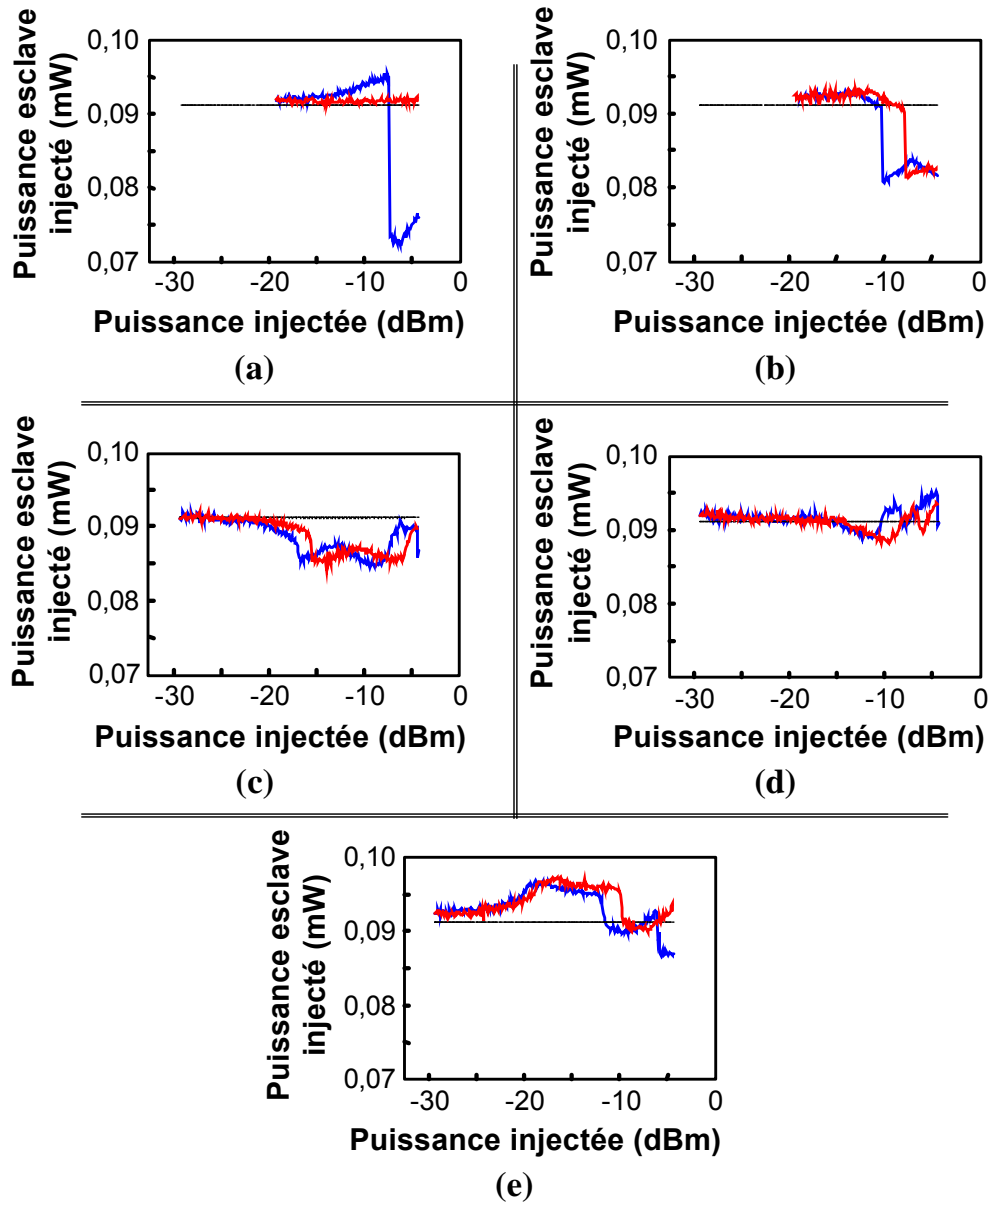 Puissance esclave
injecté (mW)
0,10
0,09
0,08
0,07
-30 -20 -10 0
Puissance injectée (dBm)
(a)
Puissance esclave
injecté (mW)
0,10
0,09
0,08
0,07
-30 -20 -10 0
Puissance injectée (dBm)
(b)
Puissance esclave
injecté (mW)
0,10
0,09
0,08
0,07
-30 -20 -10 0
Puissance injectée (dBm)
(c)
Puissance esclave
injecté (mW)
0,10
0,09
0,08
0,07
-30 -20 -10 0
Puissance injectée (dBm)
(d)
Puissance esclave
injecté (mW)
0,10
0,09
0,08
0,07
-30 -20 -10 0
Puissance injectée (dBm)
(e)